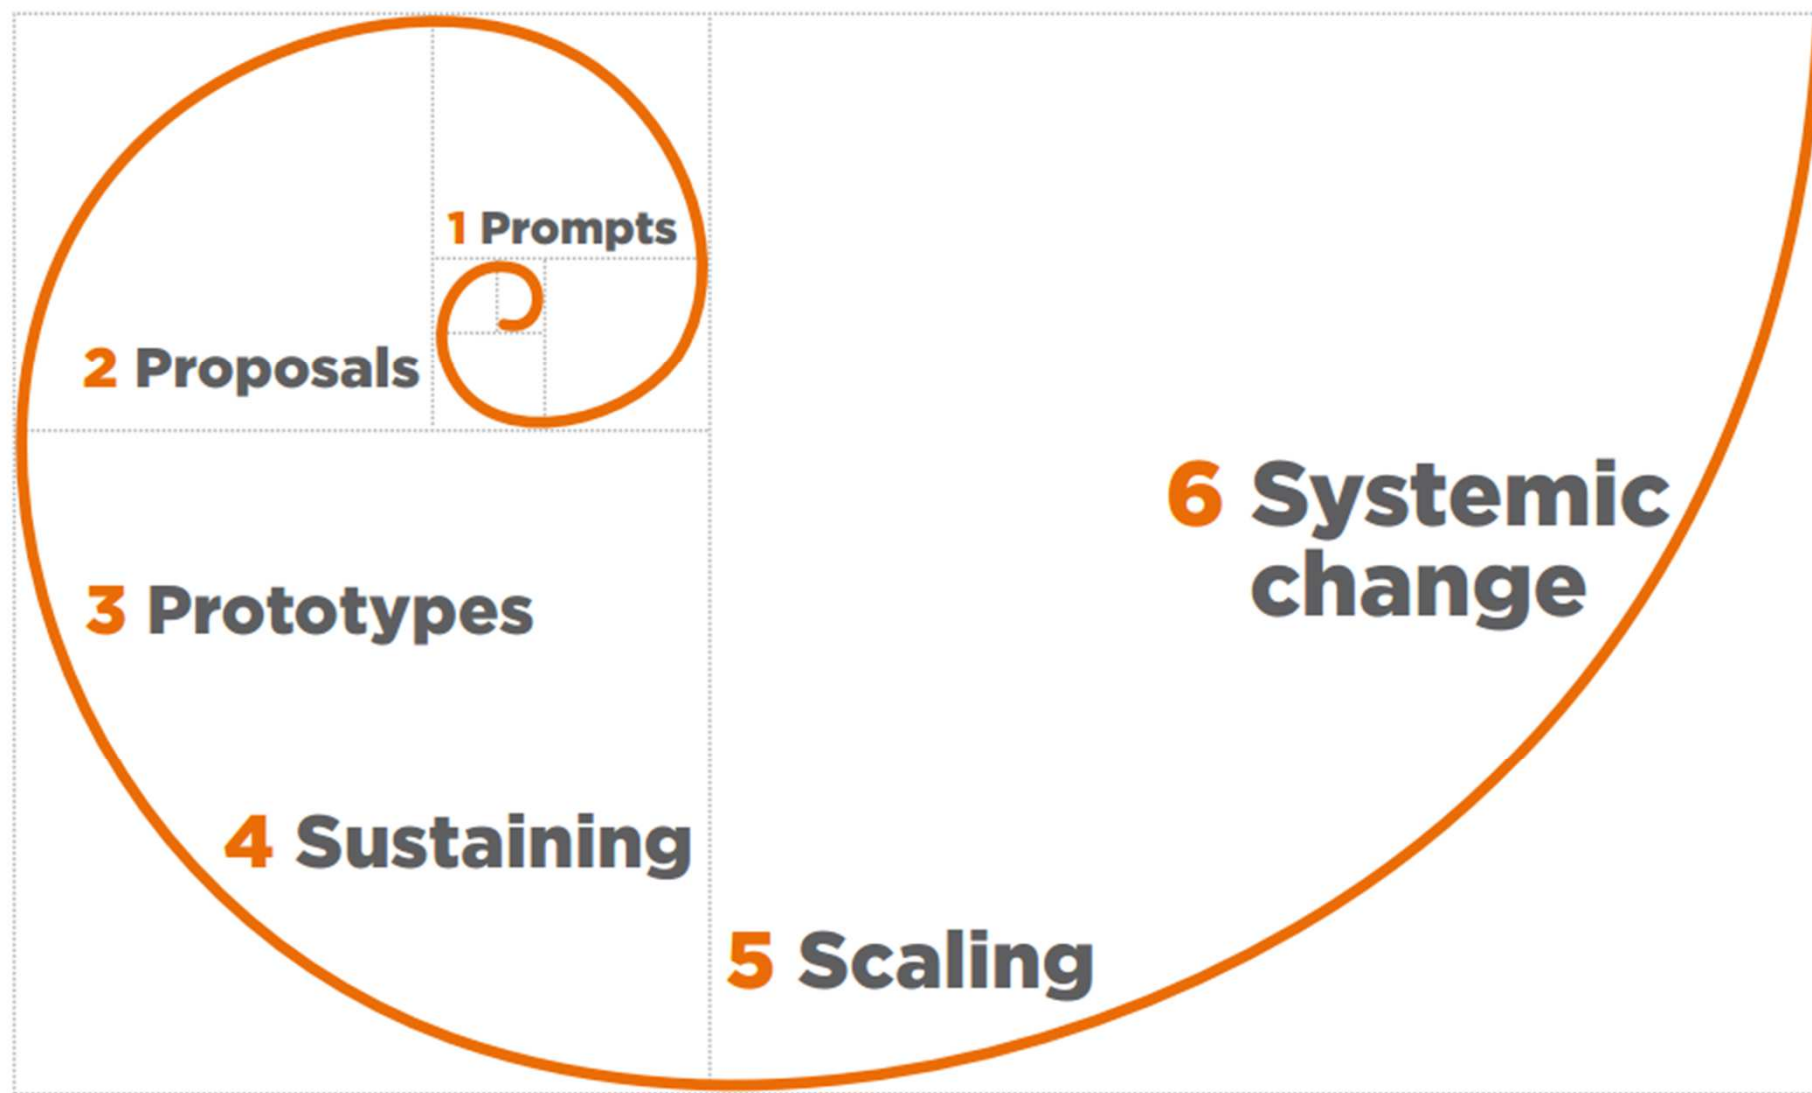 1 Prompts
2 Proposals
3 Prototypes
4 Sustaining
5 Scaling
6 Systemic
change